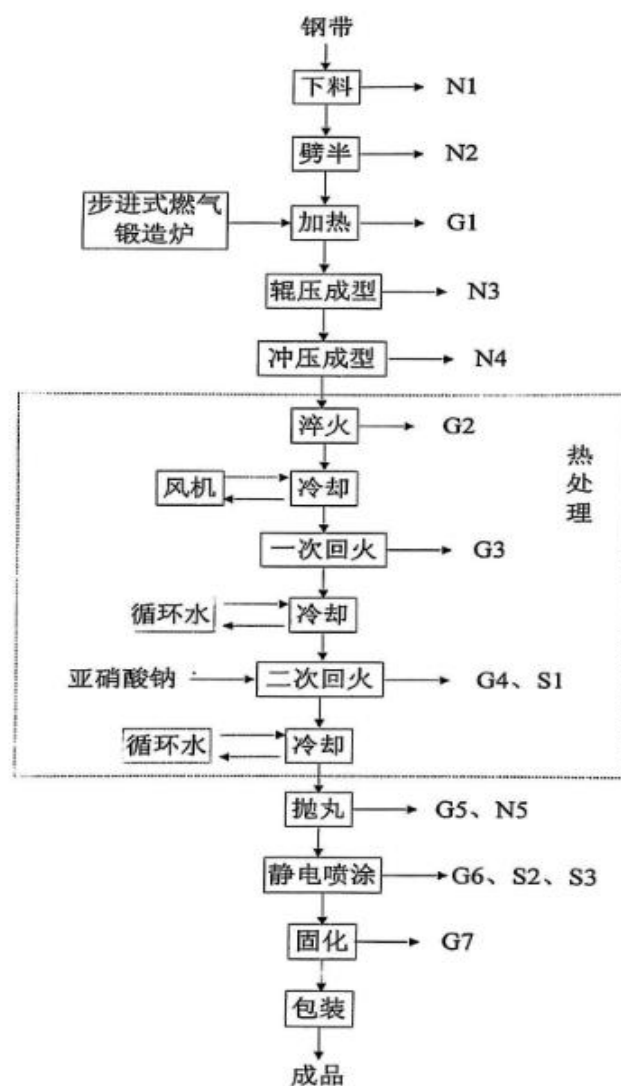 钢带
下料 N1
劈半 N2
步进式燃气
锻造炉
加热 G1
辊压成型 N3
冲压成型 N4
淬火 G2
热处理
风机 冷却
一次回火 G3
循环水 冷却
亚硝酸钠 二次回火 G4、S1
循环水 冷却
抛丸 G5、N5
静电喷涂 G6、S2、S3
固化 G7
包装
成品